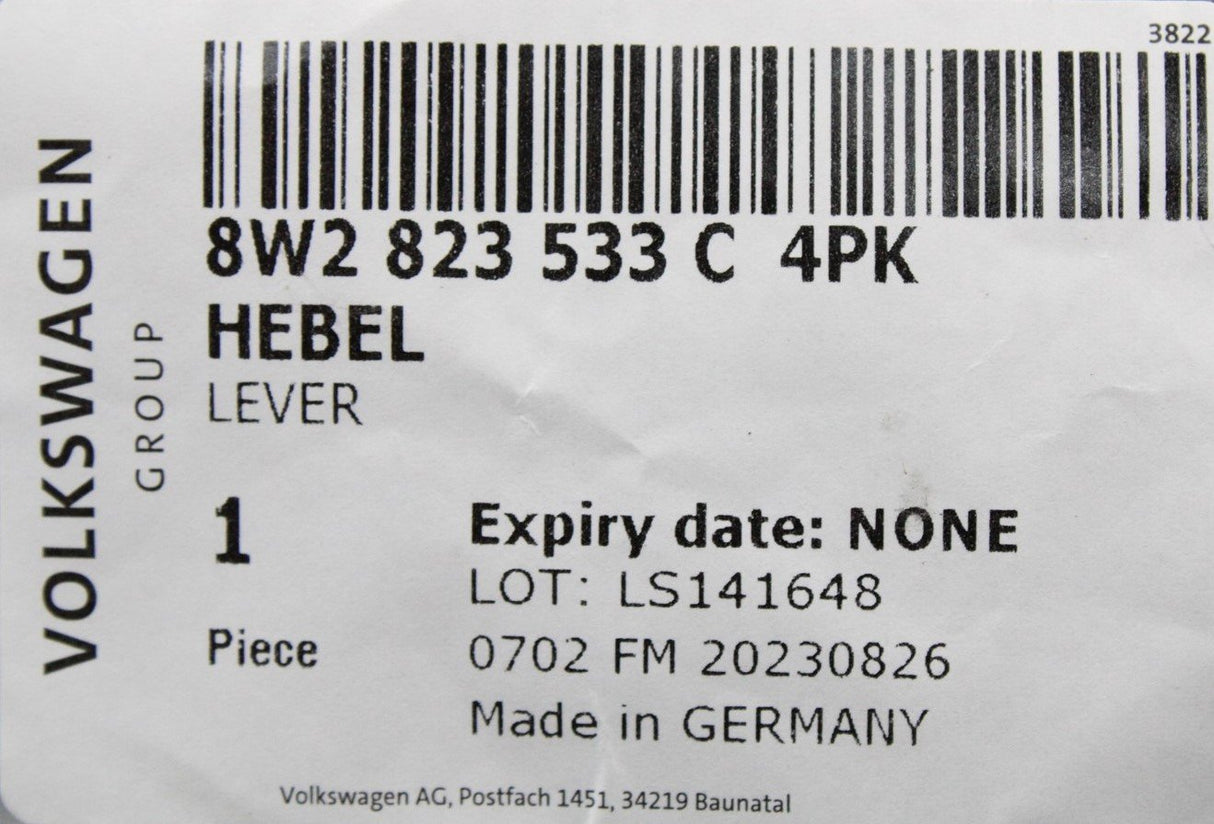 3822
VOLKSWAGEN
GROUP
8W2 823 533 C 4PK
HEBEL
LEVER
1
Piece
Expiry date: NONE
LOT: LS141648
0702 FM 20230826
Made in GERMANY
Volkswagen AG, Postfach 1451, 34219 Baunatal